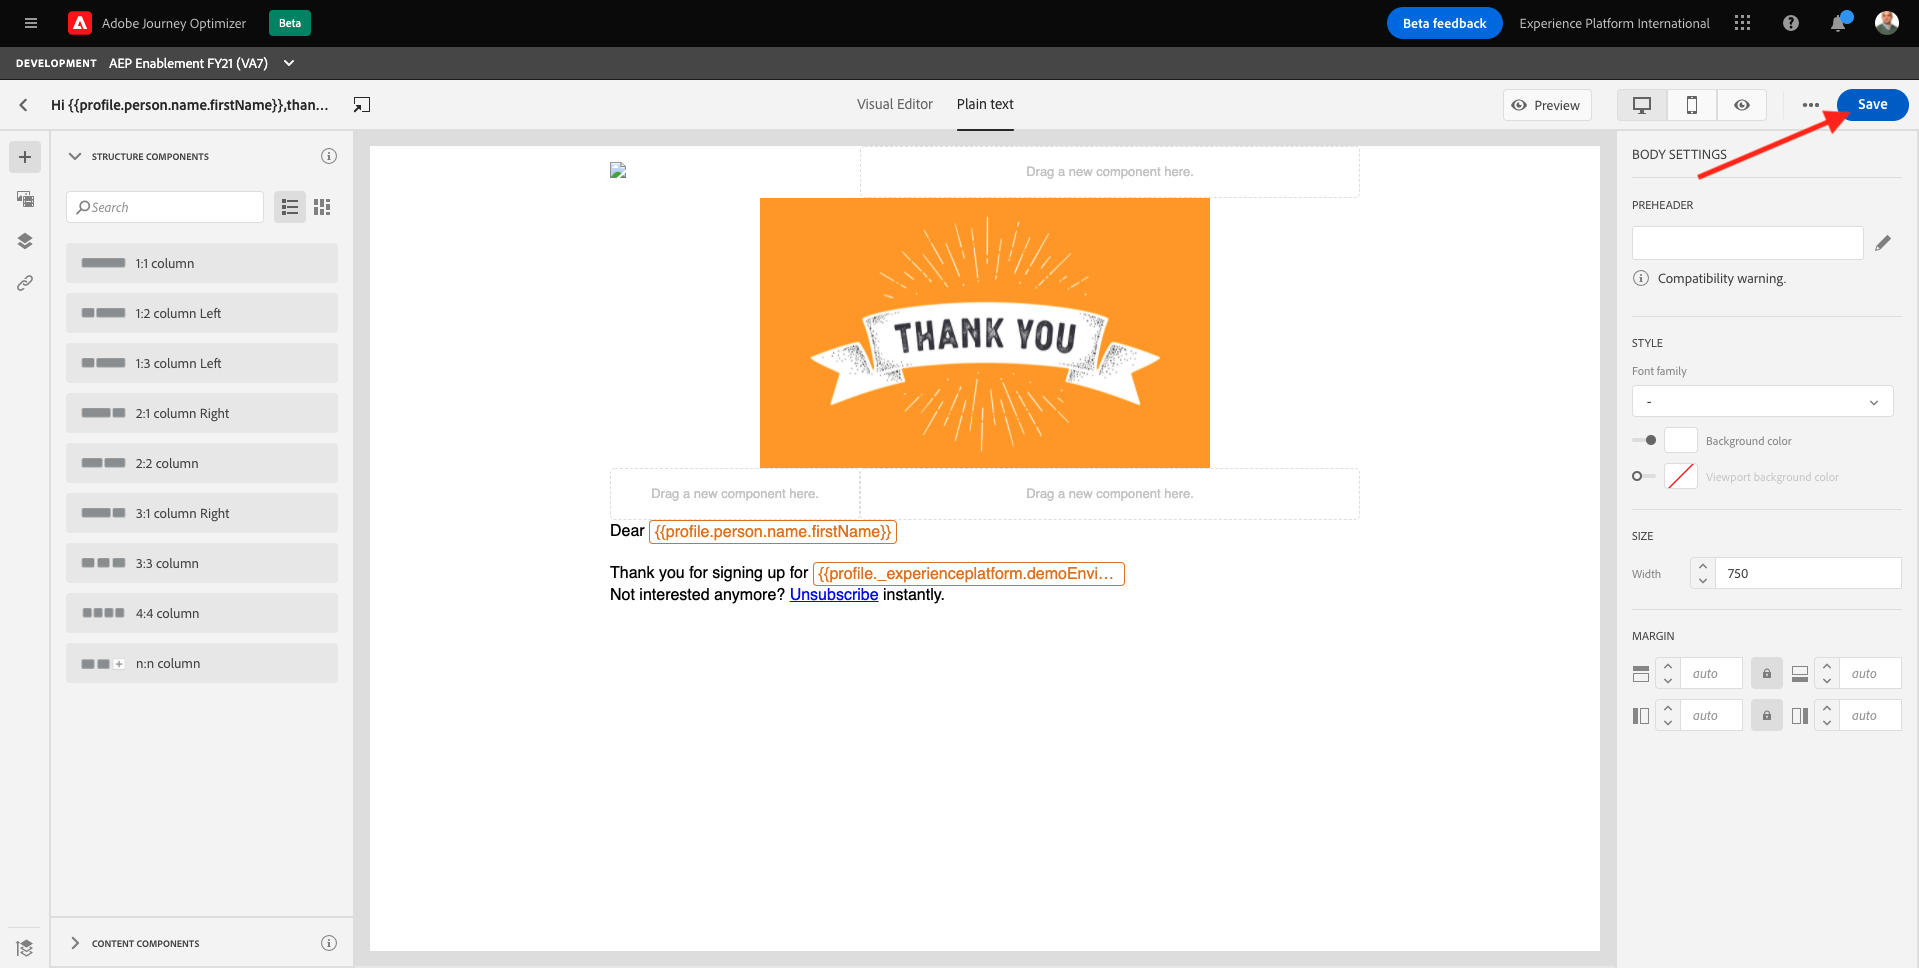 Adobe Journey Optimizer Beta Beta feedback Experience Platform International
DEVELOPMENT AEP Enablement FY21 (VA7)
Hi {{profile.person.name.firstName}},than... Visual Editor Plain text Preview Save
STRUCTURE COMPONENTS
Search
1:1 column
1:2 column Left
1:3 column Left
2:1 column Right
2:2 column
3:1 column Right
3:3 column
4:4 column
n:n column
CONTENT COMPONENTS
Drag a new component here.
THANK YOU
Drag a new component here. Drag a new component here.
Dear {{profile.person.name.firstName}}
Thank you for signing up for {{profile._experienceplatform.demoEnvi...
Not interested anymore? Unsubscribe instantly.
BODY SETTINGS
PREHEADER
Compatibility warning.
STYLE
Font family
-
Background color
Viewport background color
SIZE
Width 750
MARGIN
auto auto
auto auto